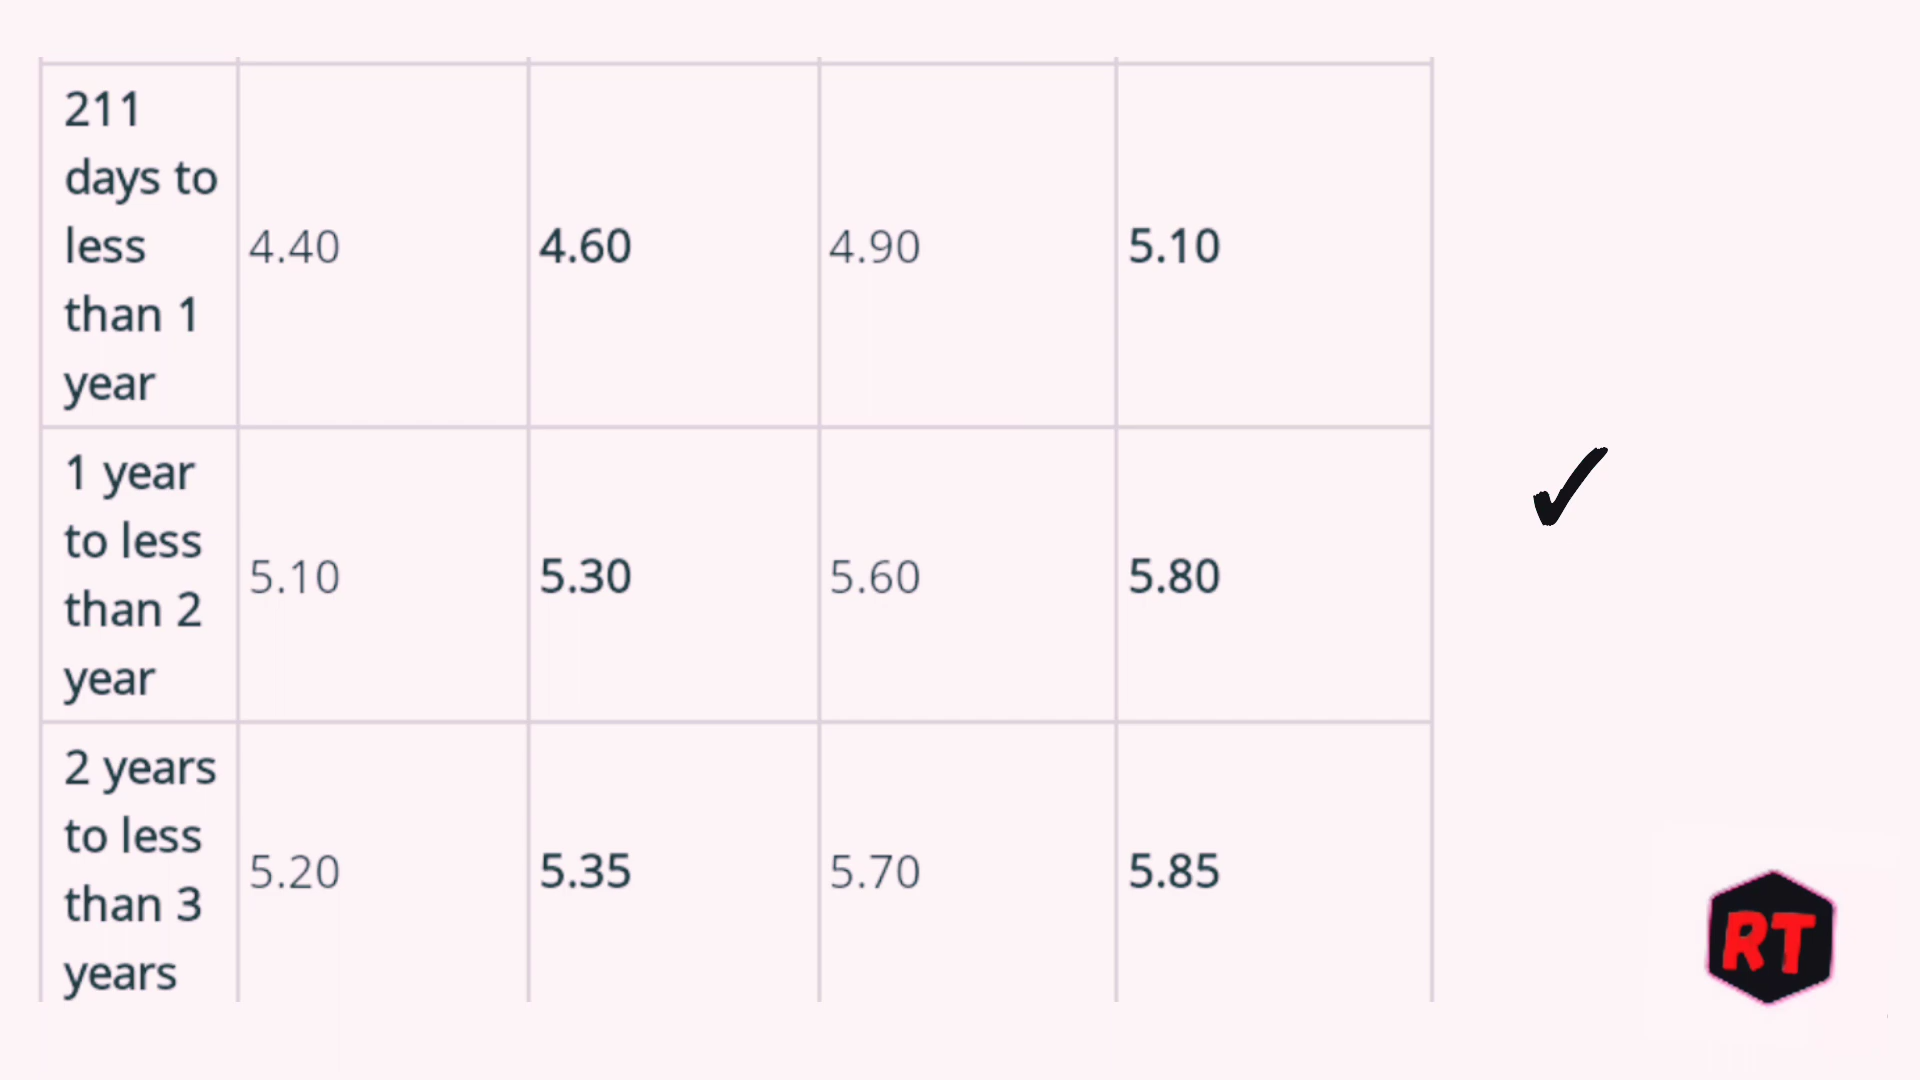 211
days to
less
than 1
year
4.40
4.60
4.90
5.10
1 year
to less
than 2
year
5.10
5.30
5.60
5.80
2 years
to less
than 3
years
5.20
5.35
5.70
5.85
RT